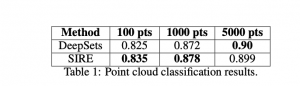 Method 100 pts 1000 pts 5000 pts
DeepSets 0.825 0.872 0.90
SIRE 0.835 0.878 0.899
Table 1: Point cloud classification results.